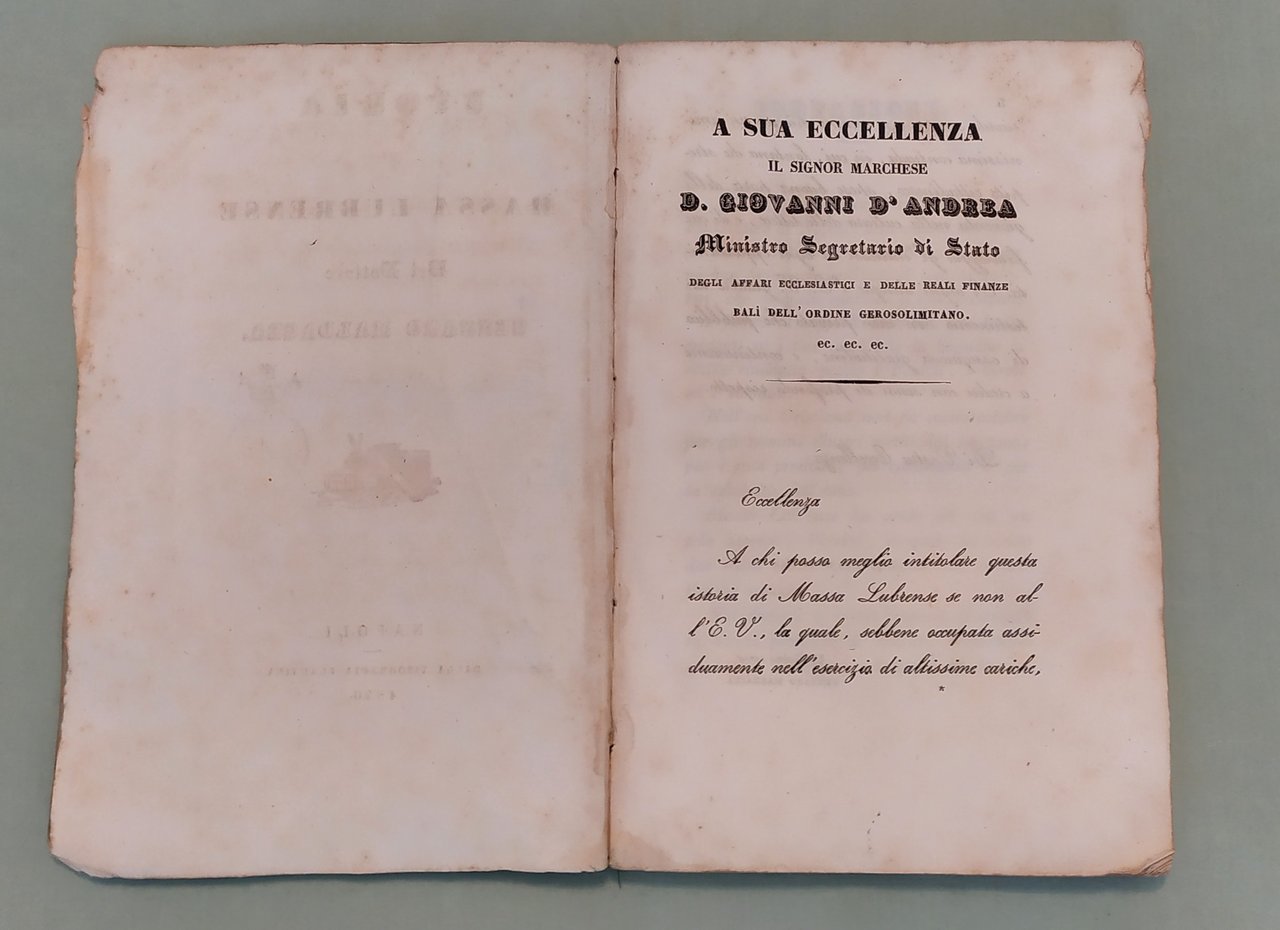 A SUA ECCELLENZA
IL SIGNOR MARCHESE
D. GIOVANNI D' ANDREA
Ministro Segretario di Stato
DEGLI AFFARI ECCLESIASTICI E DELLE REALI FINANZE
BALÌ DELL' ORDINE GEROSOLIMITANO.
ec. ec. ec.
Eccellenza
A chi posso meglio intitolare questa
istoria di Massa Lubrense se non al-
l'E. V., la quale, sebbene occupata assi-
duamente nell'esercizio di altissime cariche,
*